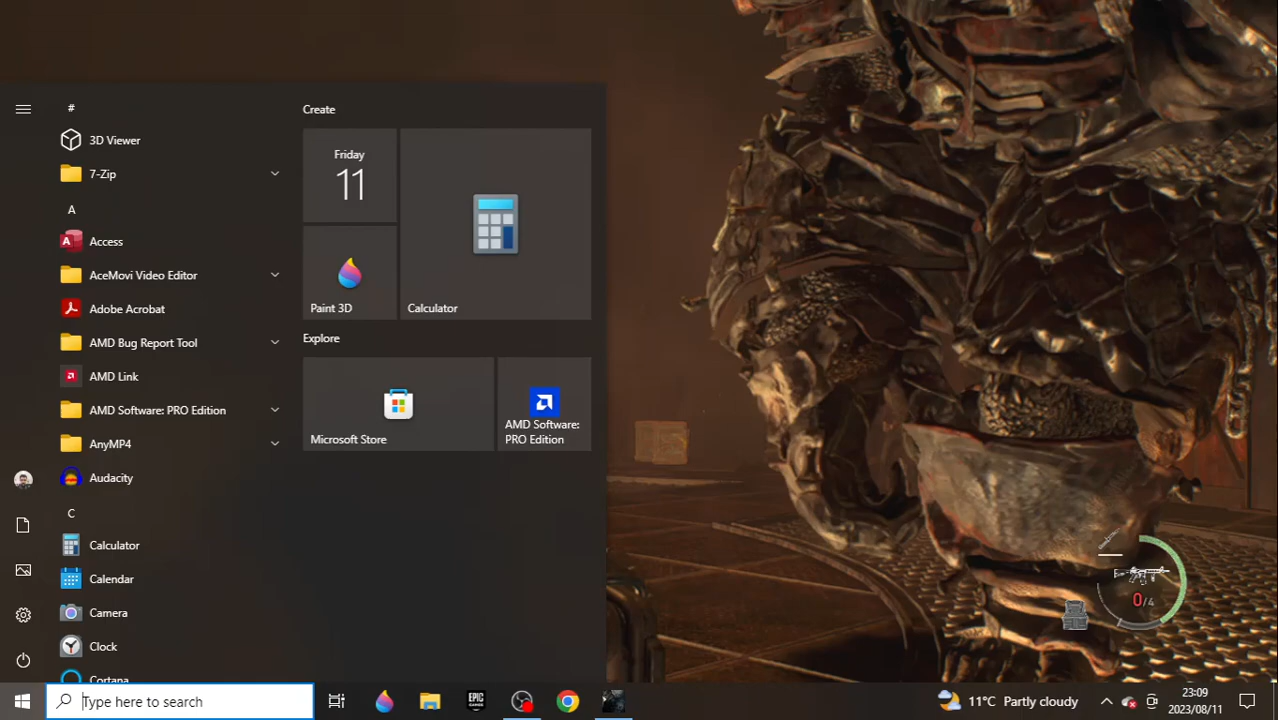 #
3D Viewer
7-Zip
A
Access
AceMovi Video Editor
Adobe Acrobat
AMD Bug Report Tool
AMD Link
AMD Software: PRO Edition
AnyMP4
Audacity
C
Calculator
Calendar
Camera
Clock
Cortana
Create
Friday
11
Paint 3D
Calculator
Explore
Microsoft Store
AMD Software:
PRO Edition
0/4
Type here to search
EPIC
GAMES
11°C Partly cloudy
23:09
2023/08/11